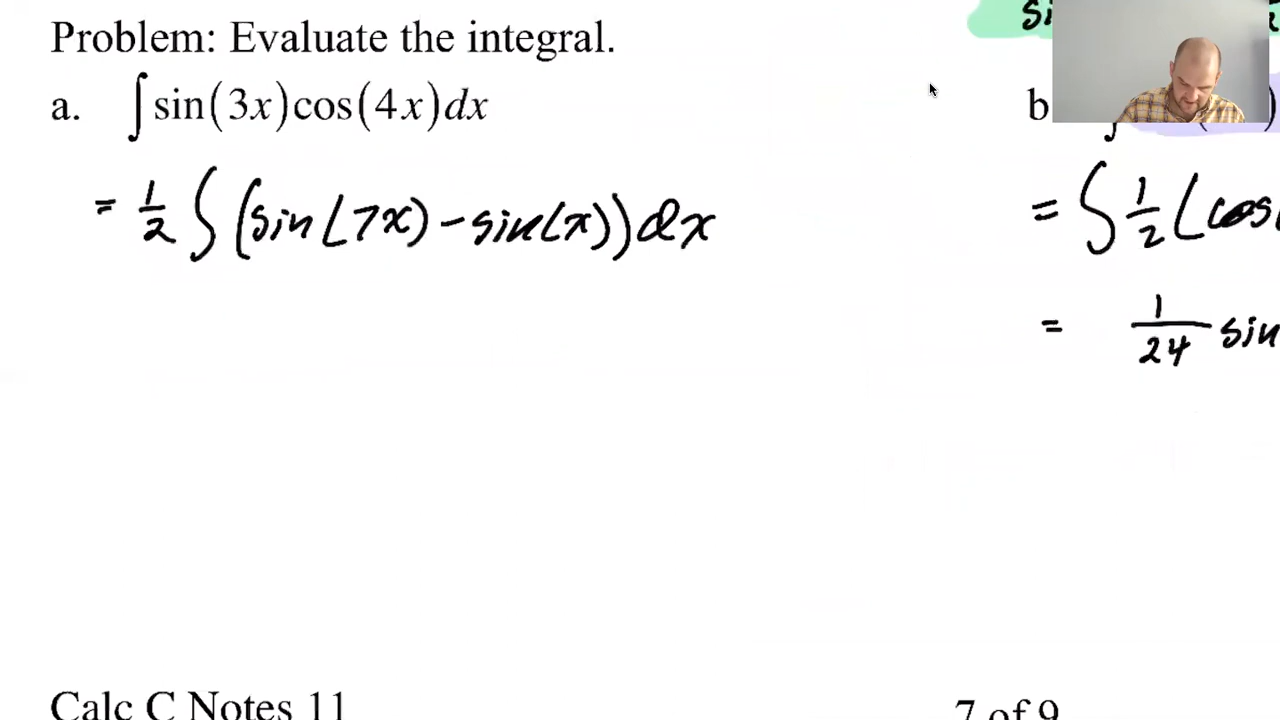 Problem: Evaluate the integral.
a. ∫ sin(3x)cos(4x)dx
= 1/2 ∫ (sin(7x) - sin(x)) dx
b
= ∫ 1/2 (cos
= 1/24 sin
Calc C Notes 11
7 of 9